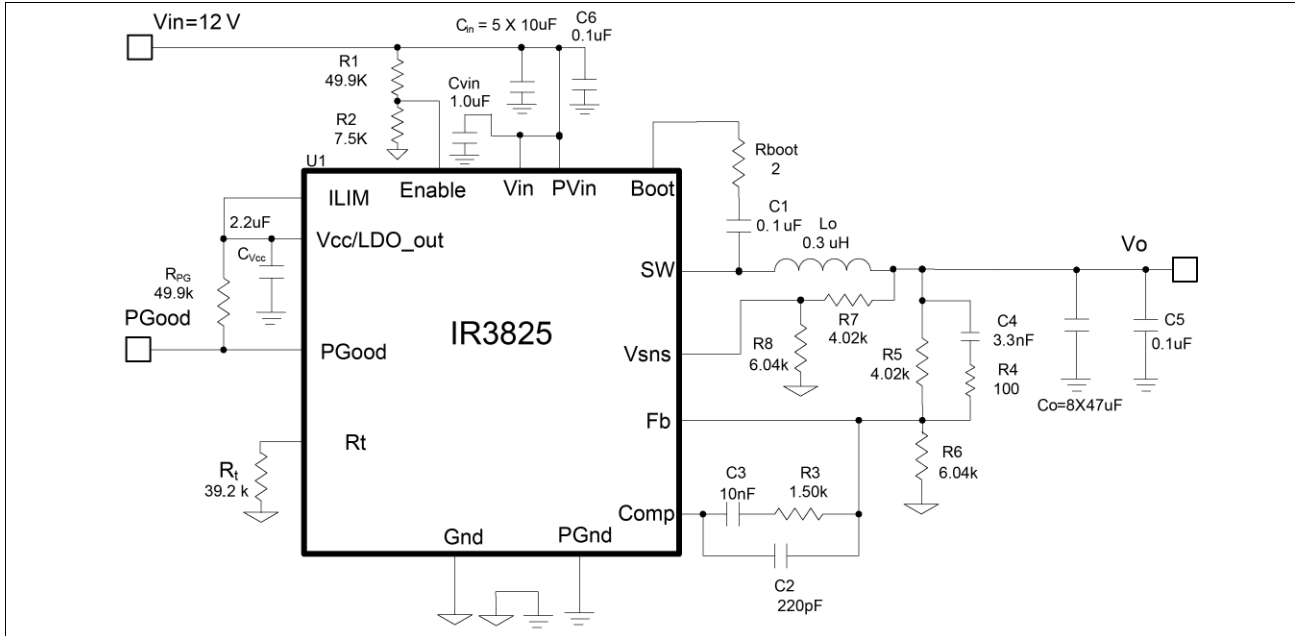 Vin=12 V
Cin = 5 X 10uF
C6
0.1uF
R1
49.9K
Cvin
1.0uF
R2
7.5K
U1
Rboot
2
ILIM
Enable
Vin
PVin
Boot
2.2uF
Vcc/LDO_out
CVcc
C1
0.1 uF
Lo
0.3 uH
Vo
SW
RPG
49.9k
PGood
PGood
IR3825
Vsns
R8
6.04k
R7
4.02k
R5
4.02k
C4
3.3nF
R4
100
C5
0.1uF
Co=8X47uF
Fb
Rt
Rt
39.2 k
R6
6.04k
C3
10nF
R3
1.50k
Comp
Gnd
PGnd
C2
220pF